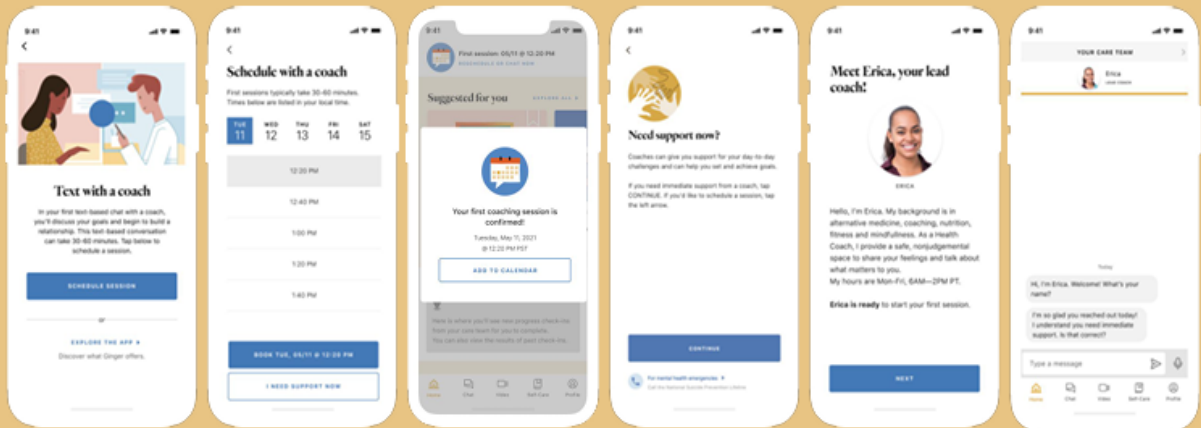 9:41
Text with a coach
In your first text-based chat with a coach,
you'll discuss your goals and begin to build a
relationship. This text-based conversation
can take 30-60 minutes. Tap below to
schedule a session.
SCHEDULE SESSION
or
EXPLORE THE APP
Discover what Ginger offers.
9:41
Schedule with a coach
First sessions typically take 30-60 minutes.
Times below are listed in your local time.
TUE WED THU FRI SAT
11 12 13 14 15
12:20 PM
12:40 PM
1:00 PM
1:20 PM
1:40 PM
BOOK TUE, 05/11 @ 12:20 PM
I NEED SUPPORT NOW
9:41
First session: 05/11 @ 12:20 PM
RESCHEDULE OR CHAT NOW
Suggested for you
EXPLORE ALL
Your first coaching session is
confirmed!
Tuesday, May 11, 2021
@ 12:20 PM PST
ADD TO CALENDAR
Here is where you'll see new progress check-ins
from your care team for you to complete.
You can also view the results of past check-ins.
Home Chat Video Self-Care Profile
9:41
Need support now?
Coaches can give you support for your day-to-day
challenges and can help you set and achieve goals.
If you need immediate support from a coach, tap
CONTINUE. If you'd like to schedule a session, tap
the left arrow.
CONTINUE
For mental health emergencies
Call the National Suicide Prevention Lifeline
9:41
Meet Erica, your lead
coach!
ERICA
Hello, I'm Erica. My background is in
alternative medicine, coaching, nutrition,
fitness and mindfulness. As a Health
Coach, I provide a safe, nonjudgemental
space to share your feelings and talk about
what matters to you.
My hours are Mon-Fri, 6AM—2PM PT.
Erica is ready to start your first session.
NEXT
9:41
YOUR CARE TEAM
Erica
LEAD COACH
Today
Hi, I'm Erica. Welcome! What's your
name?
I'm so glad you reached out today!
I understand you need immediate
support. Is that correct?
Type a message
Home Chat Video Self-Care Profile